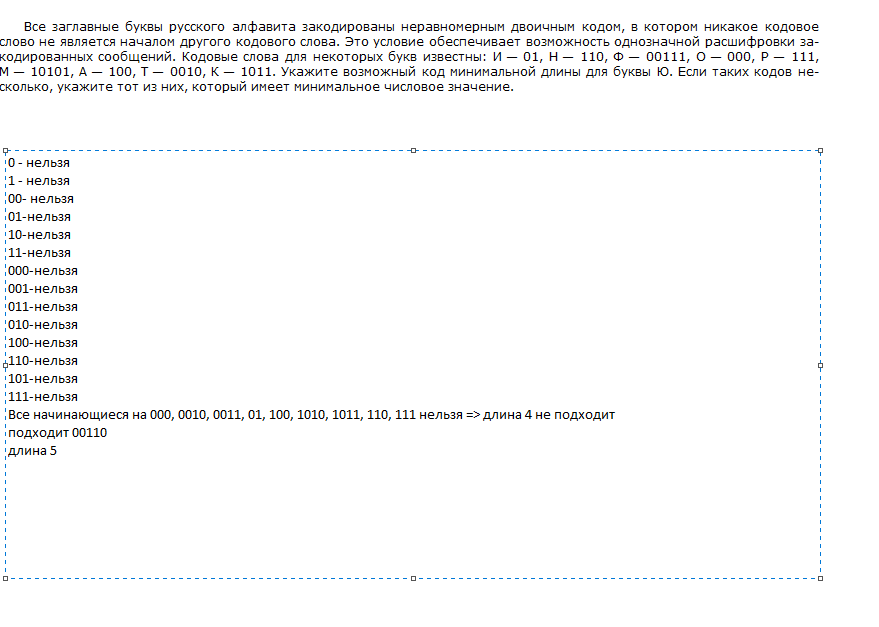 Все заглавные буквы русского алфавита закодированы неравномерным двоичным кодом, в котором никакое кодовое
слово не является началом другого кодового слова. Это условие обеспечивает возможность однозначной расшифровки за-
кодированных сообщений. Кодовые слова для некоторых букв известны: И — 01, Н — 110, Ф — 00111, О — 000, Р — 111,
М — 10101, А — 100, Т — 0010, К — 1011. Укажите возможный код минимальной длины для буквы Ю. Если таких кодов не-
сколько, укажите тот из них, который имеет минимальное числовое значение.
0 - нельзя
1 - нельзя
00- нельзя
01-нельзя
10-нельзя
11-нельзя
000-нельзя
001-нельзя
011-нельзя
010-нельзя
100-нельзя
110-нельзя
101-нельзя
111-нельзя
Все начинающиеся на 000, 0010, 0011, 01, 100, 1010, 1011, 110, 111 нельзя => длина 4 не подходит
подходит 00110
длина 5